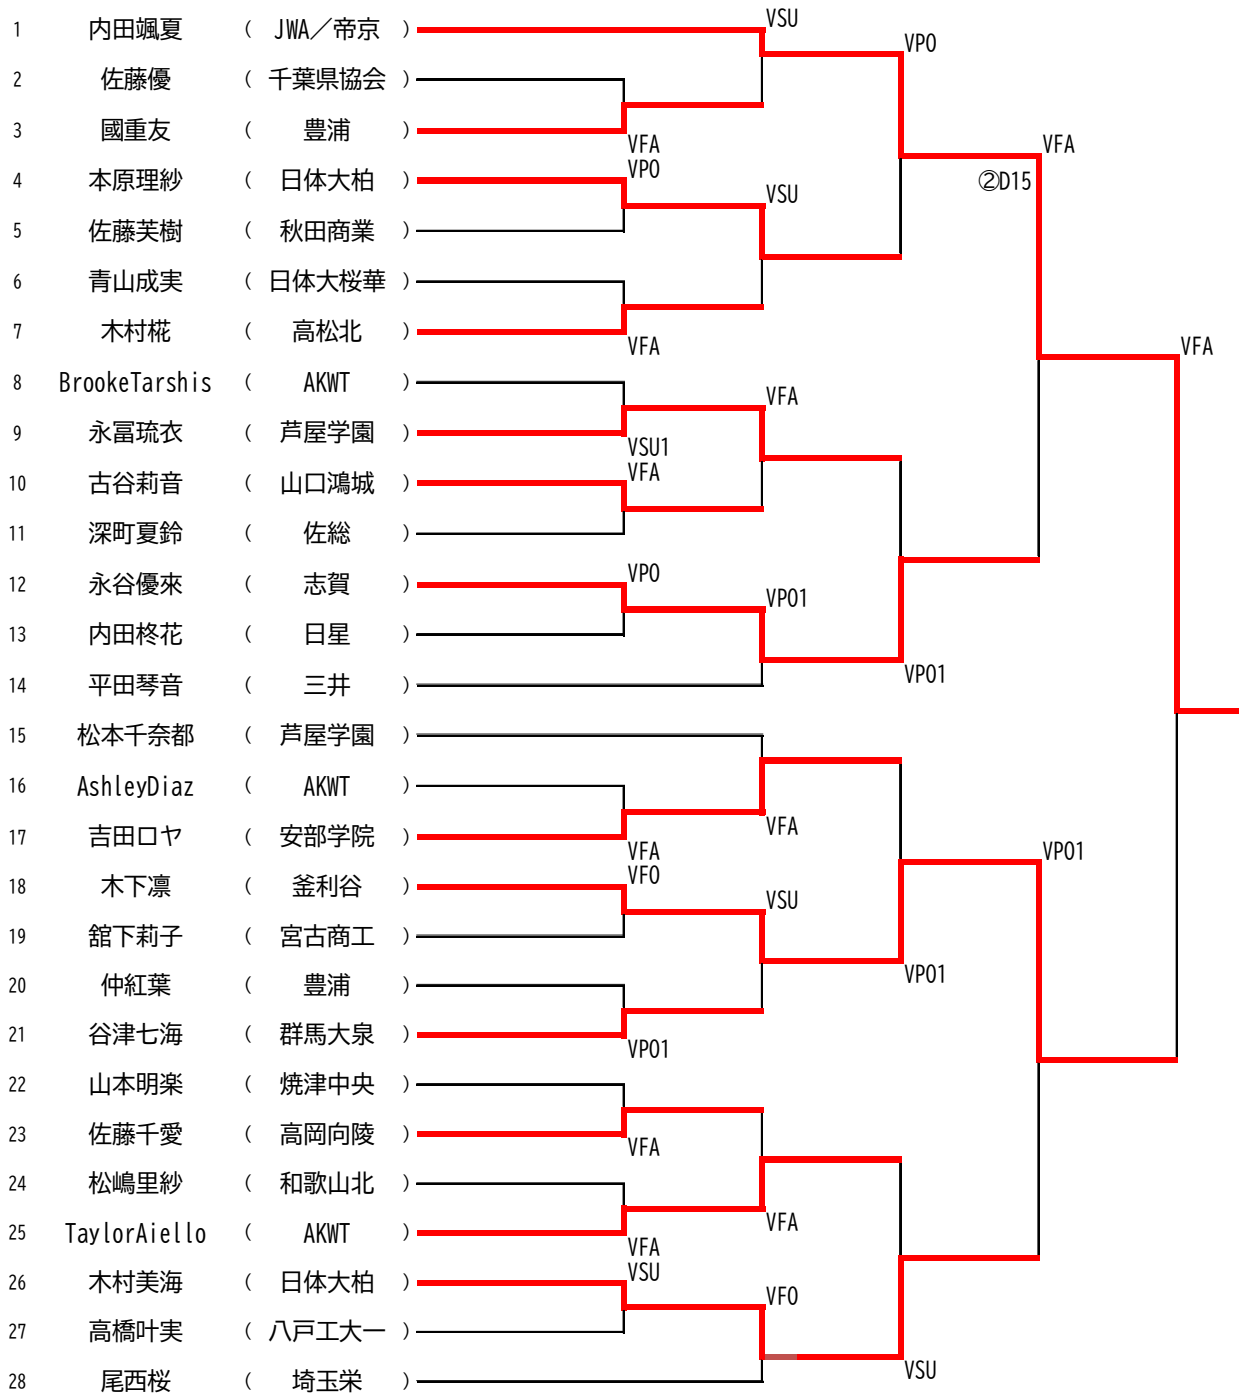 1 内田颯夏 ( JWA／帝京 ) VSU
VPO
2 佐藤優 ( 千葉県協会 )
3 國重友 ( 豊浦 ) VFA
VFA
4 本原理紗 ( 日体大柏 ) VPO
VSU
②D15
5 佐藤芙樹 ( 秋田商業 )
6 青山成実 ( 日体大桜華 )
7 木村椛 ( 高松北 ) VFA
VFA
8 BrookeTarshis ( AKWT )
VFA
9 永冨琉衣 ( 芦屋学園 ) VSU1
10 古谷莉音 ( 山口鴻城 ) VFA
11 深町夏鈴 ( 佐総 )
12 永谷優來 ( 志賀 ) VPO
VPO1
13 内田柊花 ( 日星 )
14 平田琴音 ( 三井 ) VPO1
15 松本千奈都 ( 芦屋学園 )
16 AshleyDiaz ( AKWT )
17 吉田ロヤ ( 安部学院 ) VFA
VFA
VPO1
18 木下凛 ( 釜利谷 ) VFO
VSU
19 舘下莉子 ( 宮古商工 )
20 仲紅葉 ( 豊浦 ) VPO1
21 谷津七海 ( 群馬大泉 ) VPO1
22 山本明楽 ( 焼津中央 )
23 佐藤千愛 ( 高岡向陵 ) VFA
24 松嶋里紗 ( 和歌山北 )
25 TaylorAiello ( AKWT ) VFA
VFA
26 木村美海 ( 日体大柏 ) VSU
VFO
27 高橋叶実 ( 八戸工大一 )
28 尾西桜 ( 埼玉栄 ) VSU